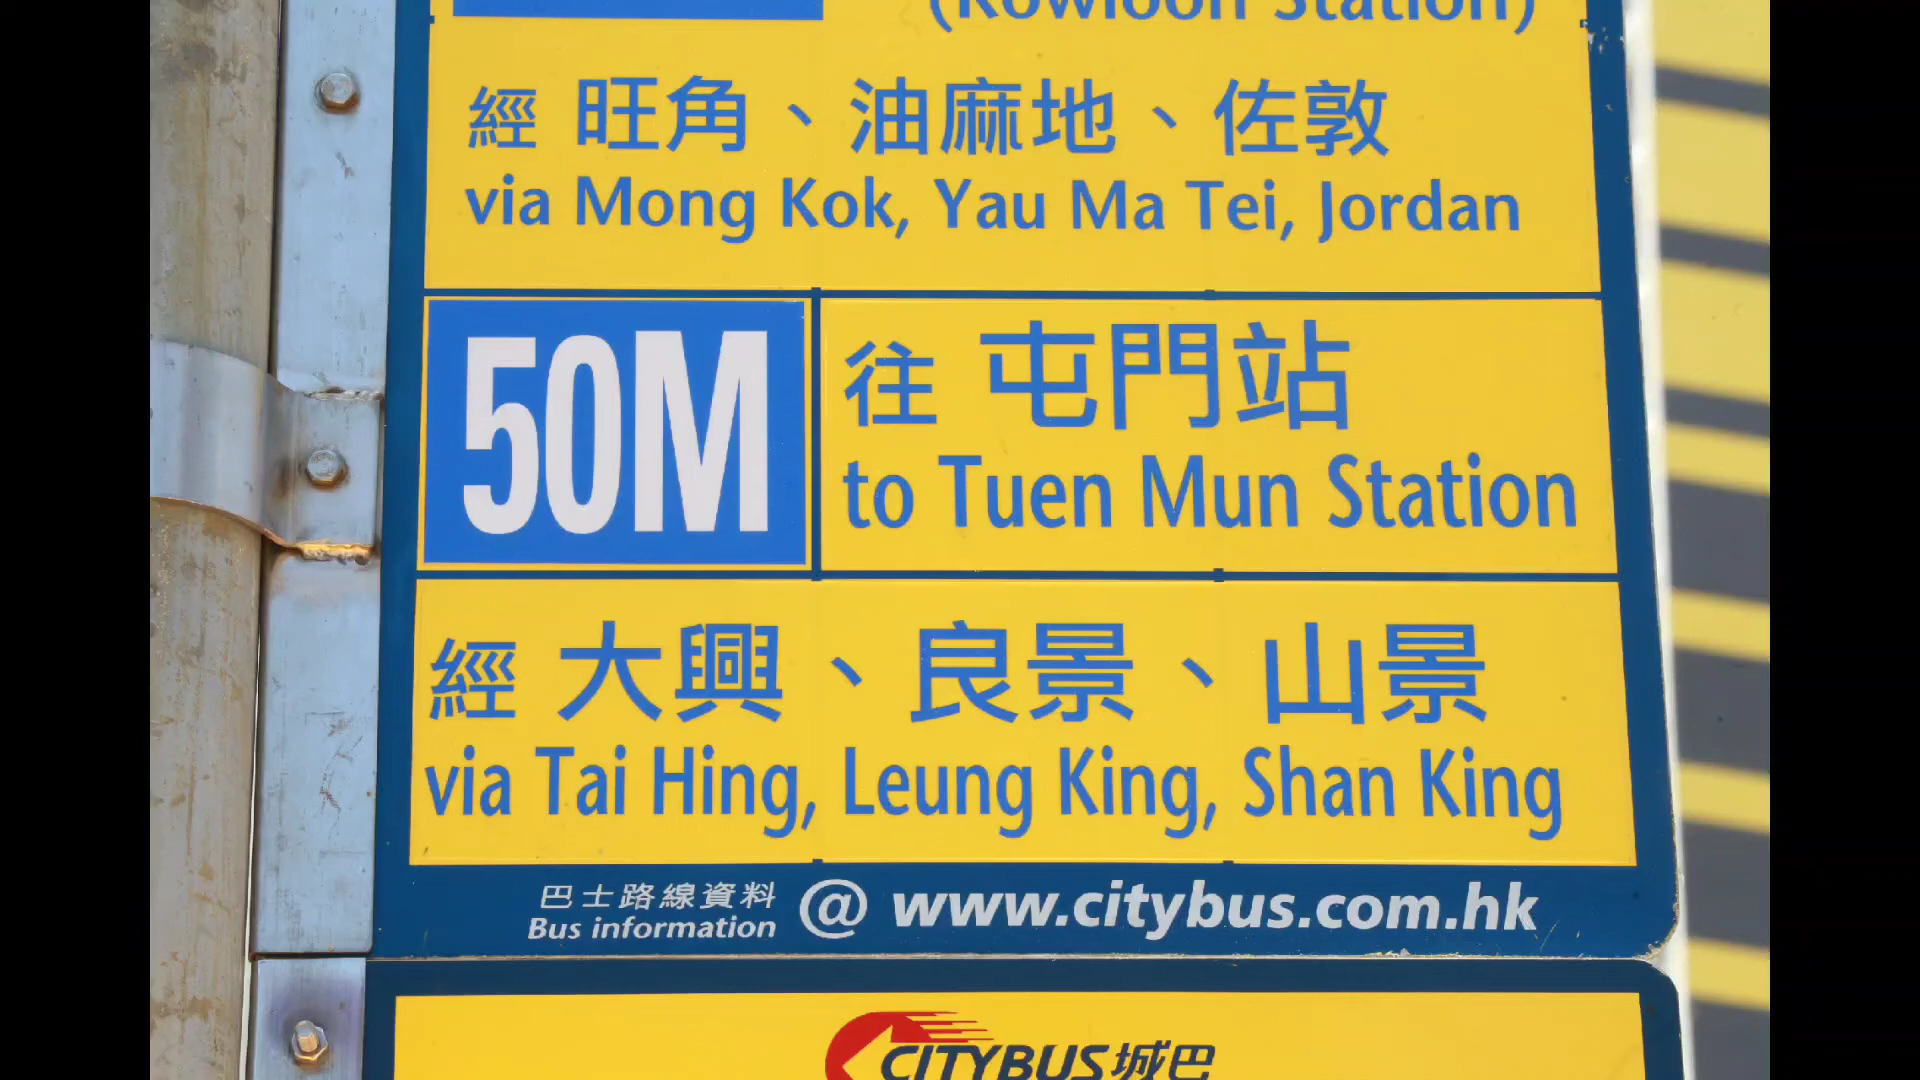 (Kowloon Station)
經 旺角、油麻地、佐敦
via Mong Kok, Yau Ma Tei, Jordan
50M
往 屯門站
to Tuen Mun Station
經 大興、良景、山景
via Tai Hing, Leung King, Shan King
巴士路線資料
Bus information
@ www.citybus.com.hk
CITYBUS 城巴